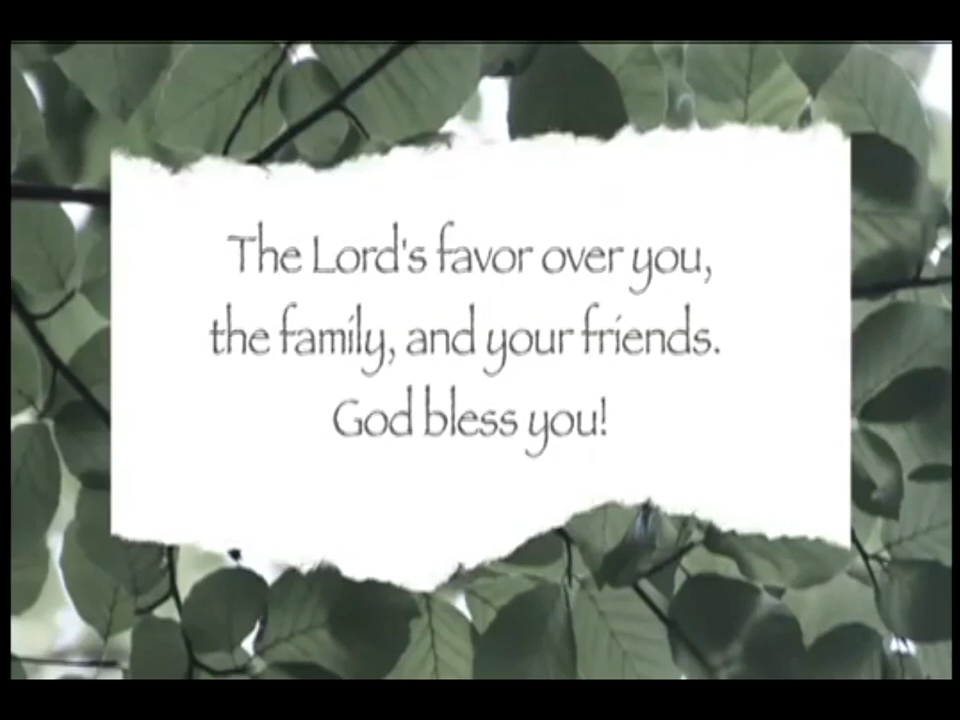 The Lord's favor over you,
the family, and your friends.
God bless you!